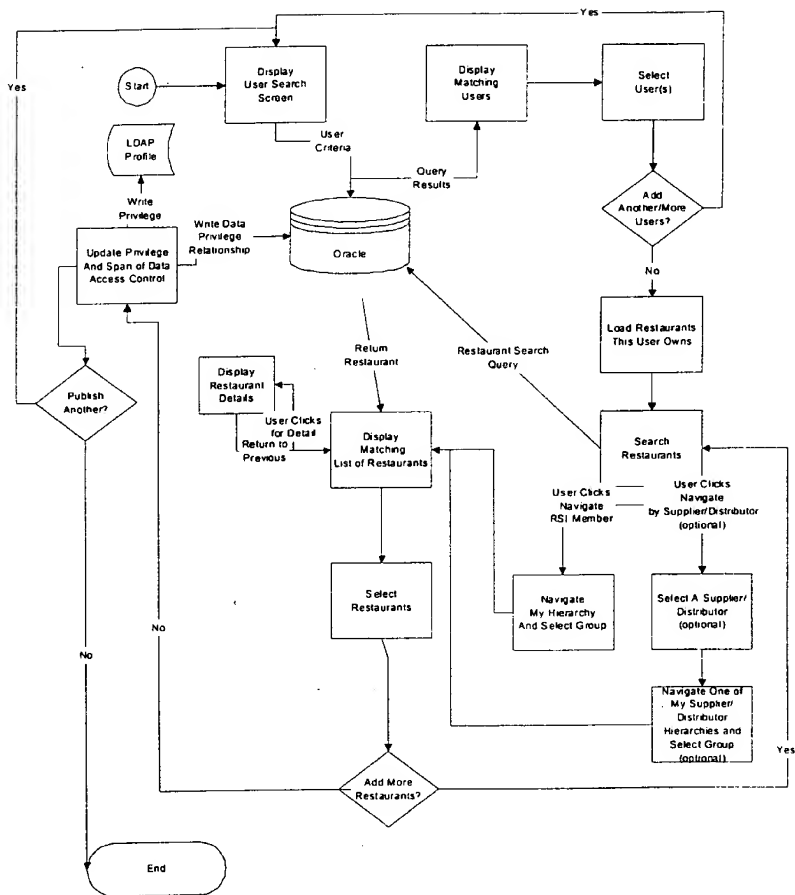 Yes
Yes
Start
Display
User Search
Screen
Display
Matching
Users
Select
User(s)
LDAP
Profile
User
Criteria
Query
Results
Write
Privilege
Add
Another/More
Users?
Write Data
Privilege
Relationship
Update Privilege
And Span of Data
Access Control
Oracle
No
Load Restaurants
This User Owns
Return
Restaurant
Restaurant Search
Query
Display
Restaurant
Details
Publish
Another?
User Clicks
for Detail
Return to
Previous
Display
Matching
List of Restaurants
Search
Restaurants
User Clicks
Navigate
RSI Member
User Clicks
Navigate
by Supplier/Distributor
(optional)
Select
Restaurants
Navigate
My Hierarchy
And Select Group
Select A Supplier/
Distributor
(optional)
No
No
Navigate One of
My Supplier/
Distributor
Hierarchies and
Select Group
(optional)
Yes
Add More
Restaurants?
End